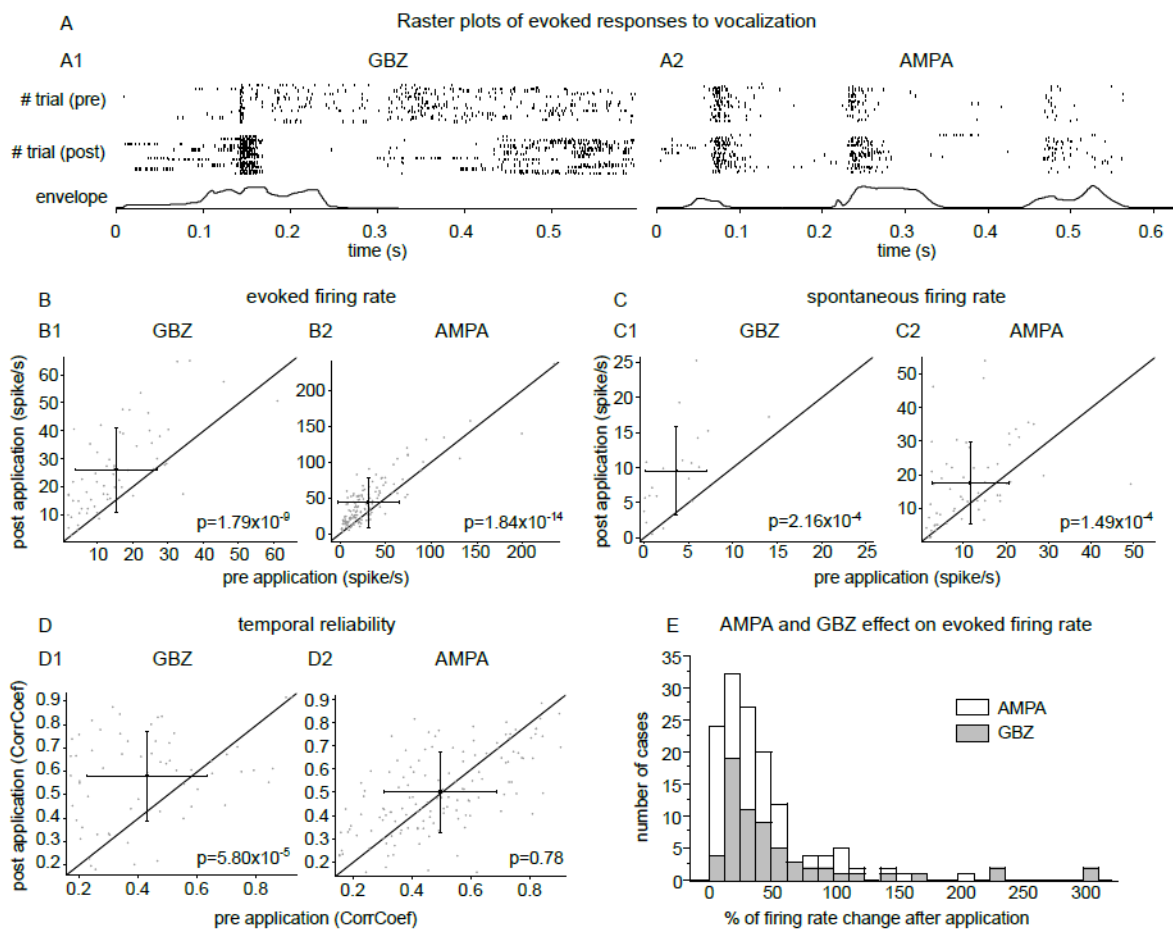 A Raster plots of evoked responses to vocalization
A1 GBZ A2 AMPA
# trial (pre)
# trial (post)
envelope
0 0.1 0.2 0.3 0.4 0.5 0 0.1 0.2 0.3 0.4 0.5 0.6
time (s) time (s)
B evoked firing rate C spontaneous firing rate
B1 GBZ B2 AMPA C1 GBZ C2 AMPA
post application (spike/s)
60
50
40
30
20
10
10 20 30 40 50 60
p=1.79x10⁻⁹
200
150
100
50
0
0 50 100 150 200
p=1.84x10⁻¹⁴
pre application (spike/s)
post application (spike/s)
25
20
15
10
5
0
0 5 10 15 20 25
p=2.16x10⁻⁴
50
40
30
20
10
10 20 30 40 50
p=1.49x10⁻⁴
pre application (spike/s)
D temporal reliability
D1 GBZ D2 AMPA
post application (CorrCoef)
0.9
0.8
0.7
0.6
0.5
0.4
0.3
0.2
0.2 0.4 0.6 0.8
p=5.80x10⁻⁵
0.9
0.8
0.7
0.6
0.5
0.4
0.3
0.2
0.2 0.4 0.6 0.8
p=0.78
pre application (CorrCoef)
E AMPA and GBZ effect on evoked firing rate
number of cases
35
30
25
20
15
10
5
0
AMPA
GBZ
0 50 100 150 200 250 300
% of firing rate change after application